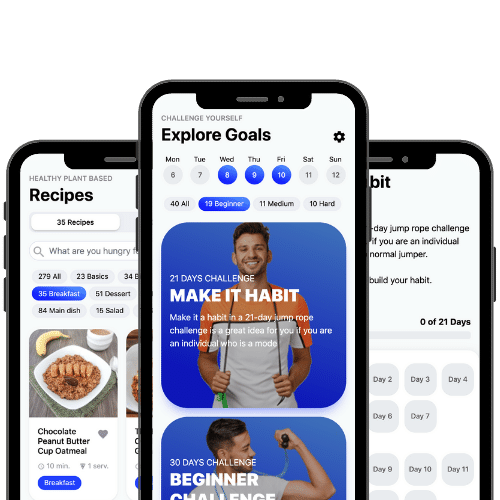 HEALTHY PLANT BASED
Recipes
35 Recipes
What are you hungry f
279 All 23 Basics 34 B
35 Breakfast 51 Dessert
84 Main dish 15 Salad
Chocolate
Peanut Butter
Cup Oatmeal
10 min. 1 serv.
Breakfast
CHALLENGE YOURSELF
Explore Goals
Mon Tue Wed Thu Fri Sat Sun
6 7 8 9 10 11 12
40 All 19 Beginner 11 Medium 10 Hard
21 DAYS CHALLENGE
MAKE IT HABIT
Make it a habit in a 21-day jump rope
challenge is a great idea for you if you are
an individual who is a mode
30 DAYS CHALLENGE
BEGINNER
CHALLENGE
bit
-day jump rope challenge
if you are an individual
normal jumper.
build your habit.
0 of 21 Days
Day 2 Day 3 Day 4
Day 6 Day 7
Day 9 Day 10 Day 11